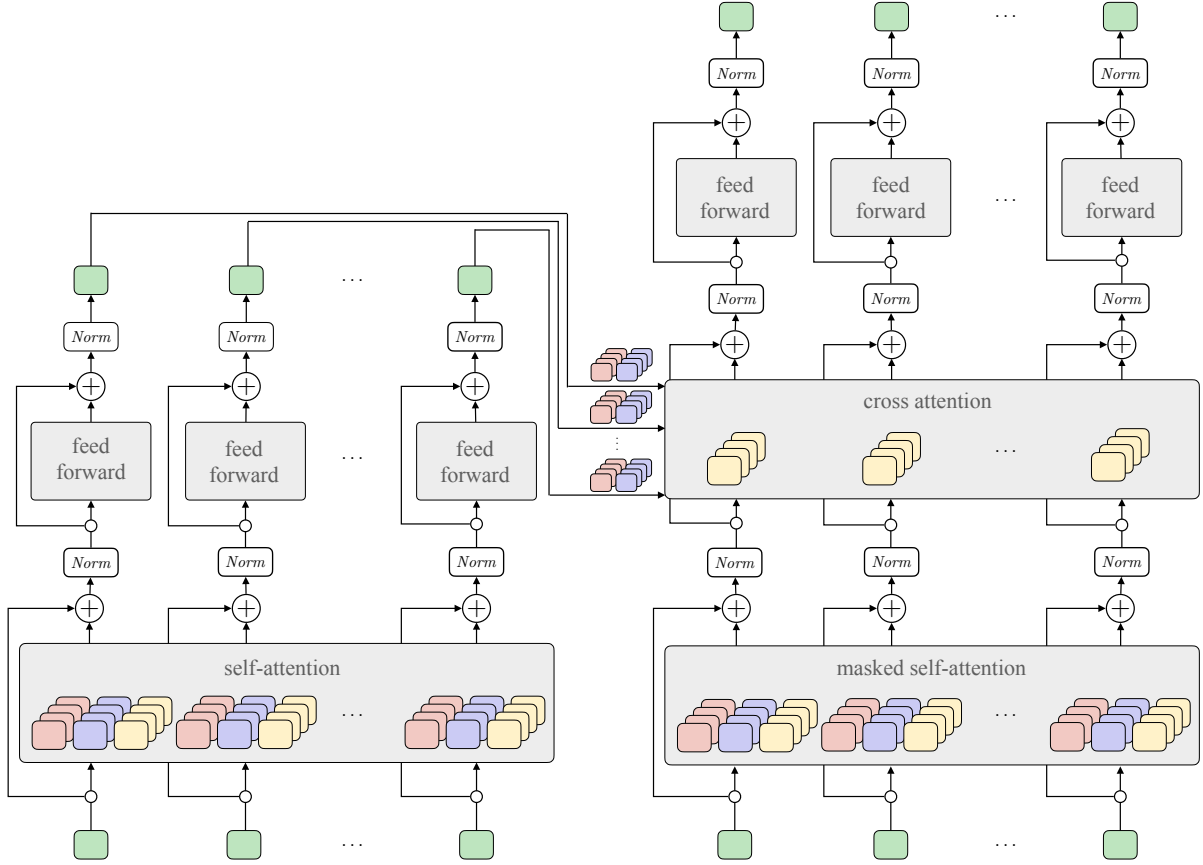 · · ·
Norm Norm Norm
feed feed feed
forward forward · · · forward
· · ·
Norm Norm Norm
Norm Norm Norm
cross attention
feed feed feed
forward forward · · · forward
· · ·
Norm Norm Norm
Norm Norm Norm
self-attention
· · ·
masked self-attention
· · ·
· · ·
· · ·